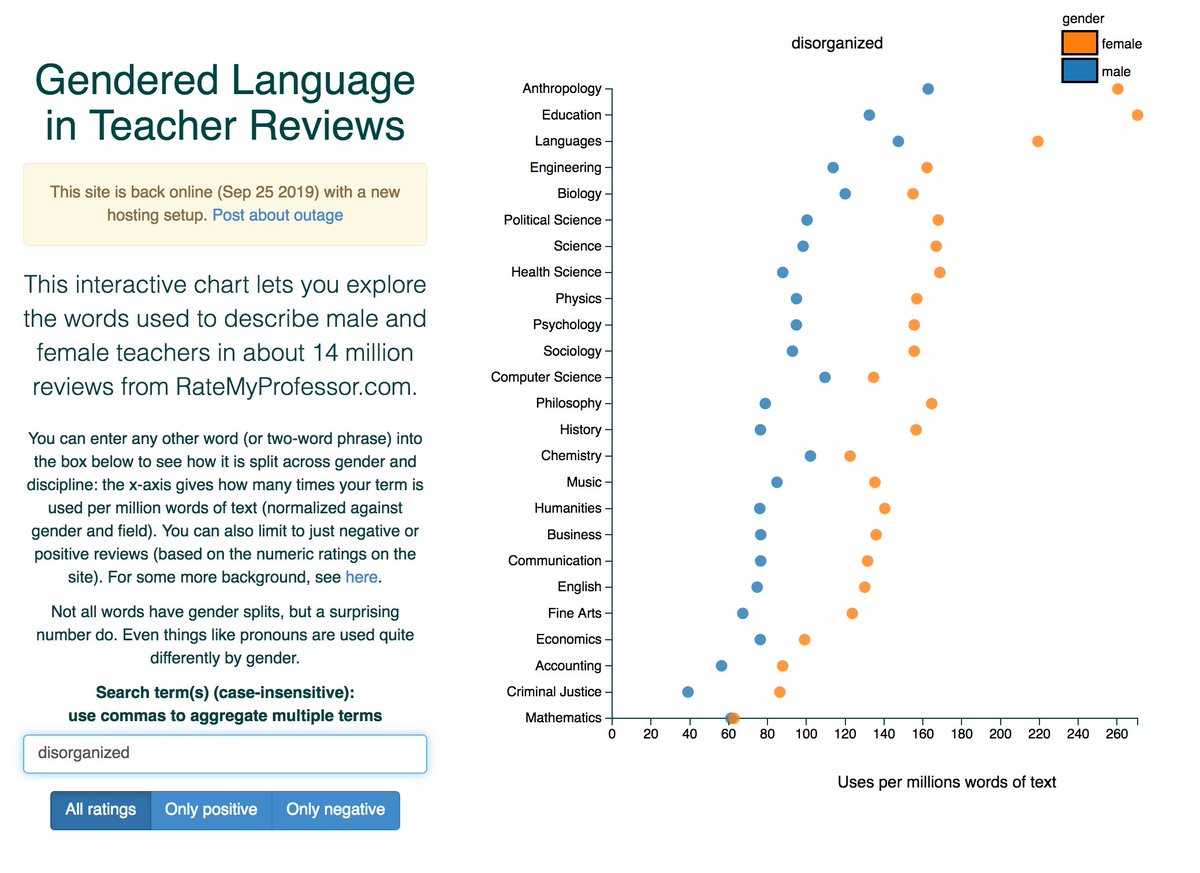 Gendered Language
in Teacher Reviews
This site is back online (Sep 25 2019) with a new
hosting setup. Post about outage
This interactive chart lets you explore
the words used to describe male and
female teachers in about 14 million
reviews from RateMyProfessor.com.
You can enter any other word (or two-word phrase) into
the box below to see how it is split across gender and
discipline: the x-axis gives how many times your term is
used per million words of text (normalized against
gender and field). You can also limit to just negative or
positive reviews (based on the numeric ratings on the
site). For some more background, see here.
Not all words have gender splits, but a surprising
number do. Even things like pronouns are used quite
differently by gender.
Search term(s) (case-insensitive):
use commas to aggregate multiple terms
disorganized
All ratings Only positive Only negative
disorganized
gender
female
male
Anthropology
Education
Languages
Engineering
Biology
Political Science
Science
Health Science
Physics
Psychology
Sociology
Computer Science
Philosophy
History
Chemistry
Music
Humanities
Business
Communication
English
Fine Arts
Economics
Accounting
Criminal Justice
Mathematics
0 20 40 60 80 100 120 140 160 180 200 220 240 260
Uses per millions words of text